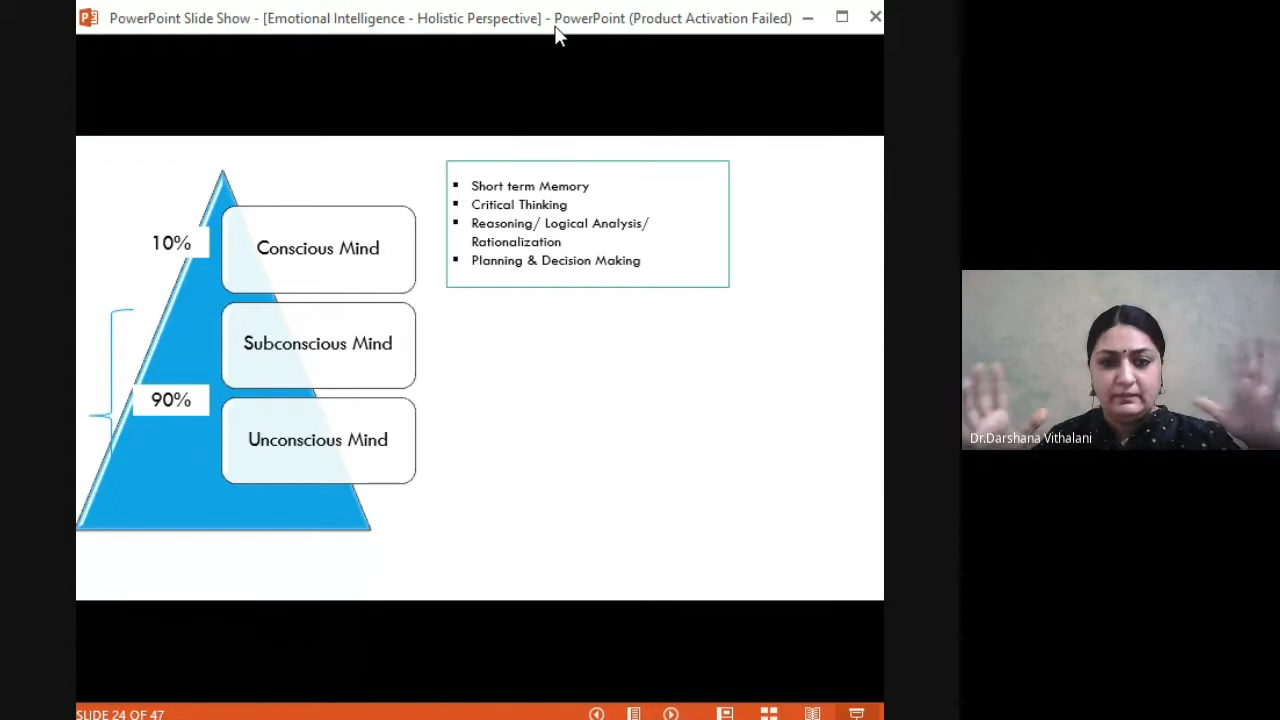 PowerPoint Slide Show - [Emotional Intelligence - Holistic Perspective] - PowerPoint (Product Activation Failed)
10%
Conscious Mind
Subconscious Mind
90%
Unconscious Mind
▪ Short term Memory
▪ Critical Thinking
▪ Reasoning/ Logical Analysis/
Rationalization
▪ Planning & Decision Making
Dr.Darshana Vithalani
SLIDE 24 OF 47